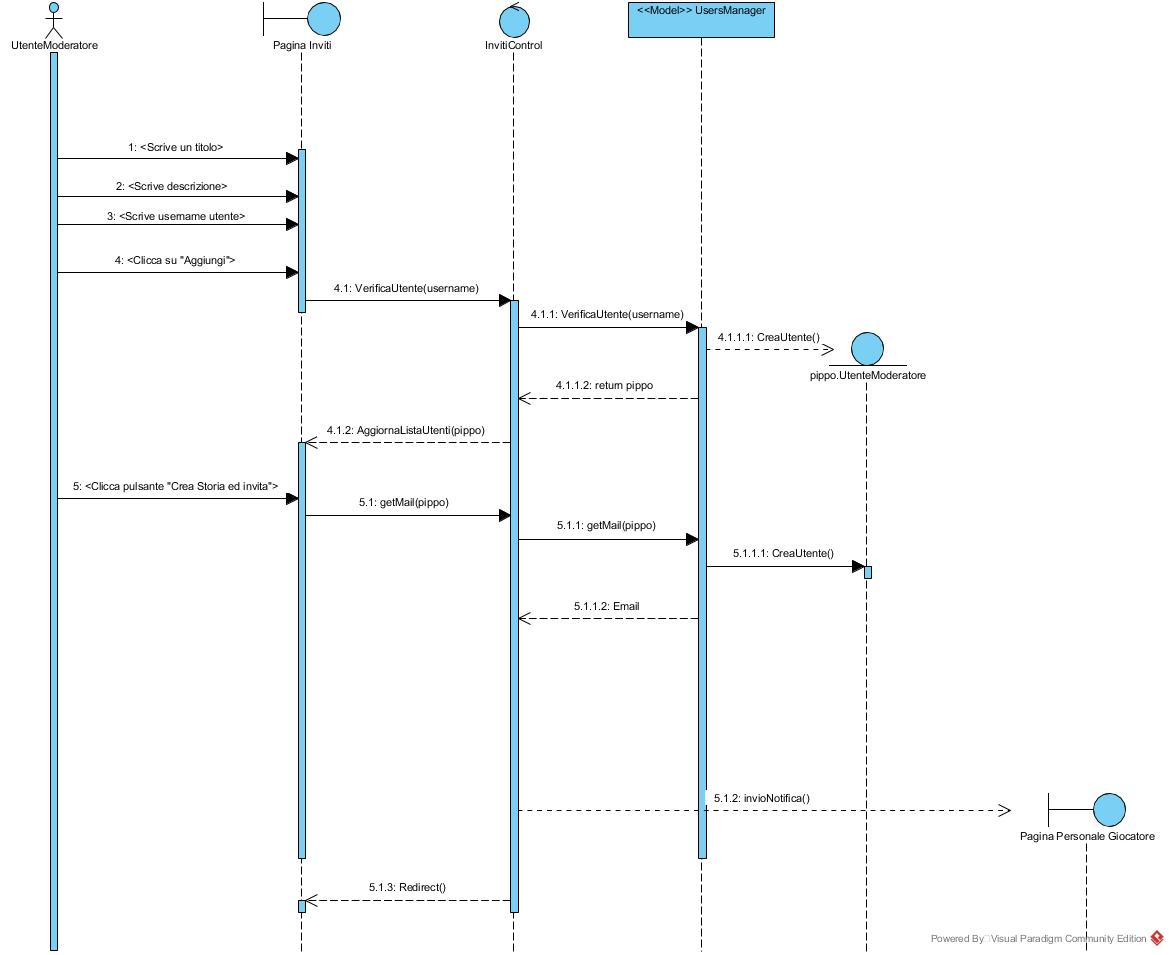 <<Model>> UsersManager
UtenteModeratore
Pagina Inviti
InvitiControl
1: <Scrive un titolo>
2: <Scrive descrizione>
3: <Scrive username utente>
4: <Clicca su "Aggiungi">
4.1: VerificaUtente(username)
4.1.1: VerificaUtente(username)
4.1.1.1: CreaUtente()
pippo.UtenteModeratore
4.1.1.2: return pippo
4.1.2: AggiornaListaUtenti(pippo)
5: <Clicca pulsante "Crea Storia ed invita">
5.1: getMail(pippo)
5.1.1: getMail(pippo)
5.1.1.1: CreaUtente()
5.1.1.2: Email
5.1.2: invioNotifica()
Pagina Personale Giocatore
5.1.3: Redirect()
Powered By Visual Paradigm Community Edition